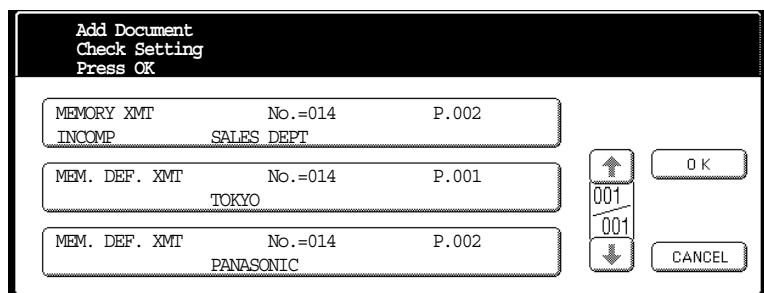 Add Document
Check Setting
Press OK
MEMORY XMT No.=014 P.002
INCOMP SALES DEPT
MEM. DEF. XMT No.=014 P.001
TOKYO
MEM. DEF. XMT No.=014 P.002
PANASONIC
001
001
OK
CANCEL